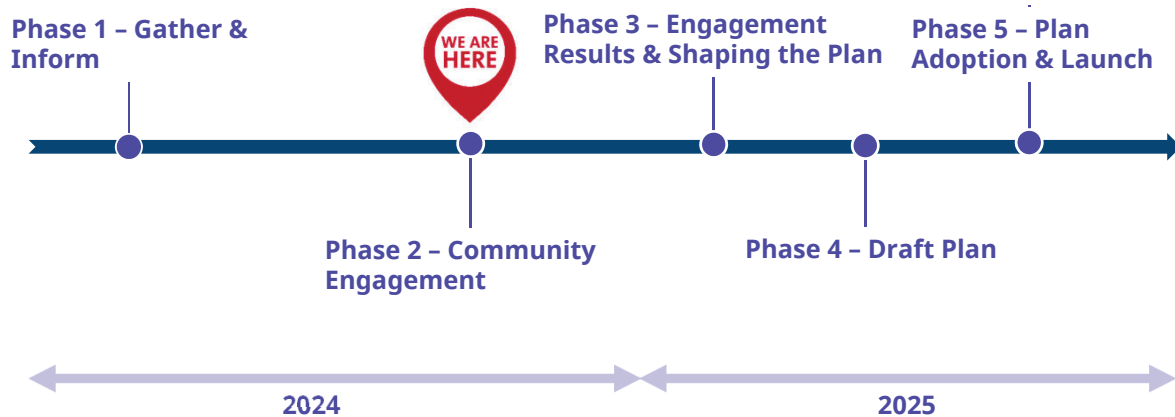 Phase 1 – Gather &
Inform
WE ARE
HERE
Phase 3 – Engagement
Results & Shaping the Plan
Phase 5 – Plan
Adoption & Launch
Phase 2 – Community
Engagement
Phase 4 – Draft Plan
2024
2025